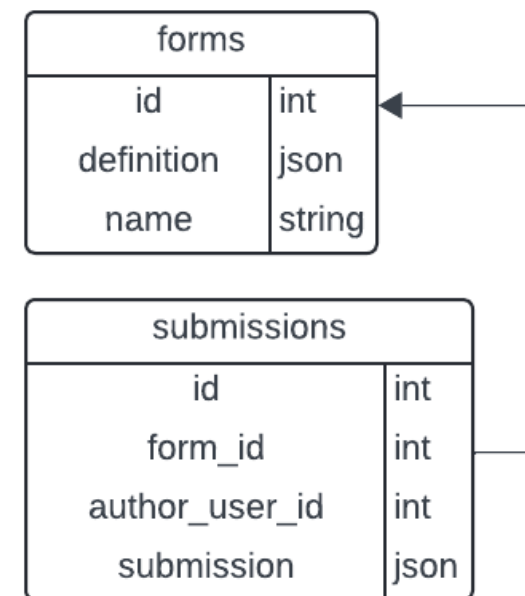 forms
id int
definition json
name string
submissions
id int
form_id int
author_user_id int
submission json